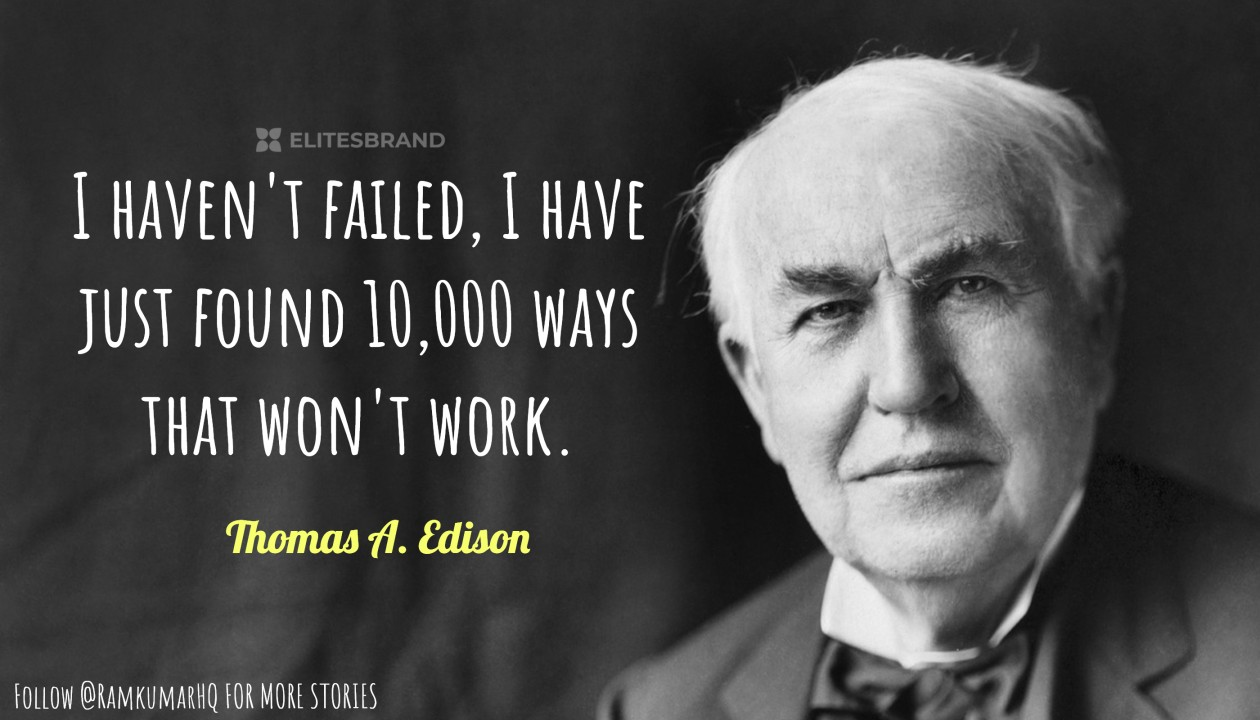 ELITESBRAND
I HAVEN'T FAILED, I HAVE
JUST FOUND 10,000 WAYS
THAT WON'T WORK.
Thomas A. Edison
FOLLOW @RAMKUMARHQ FOR MORE STORIES